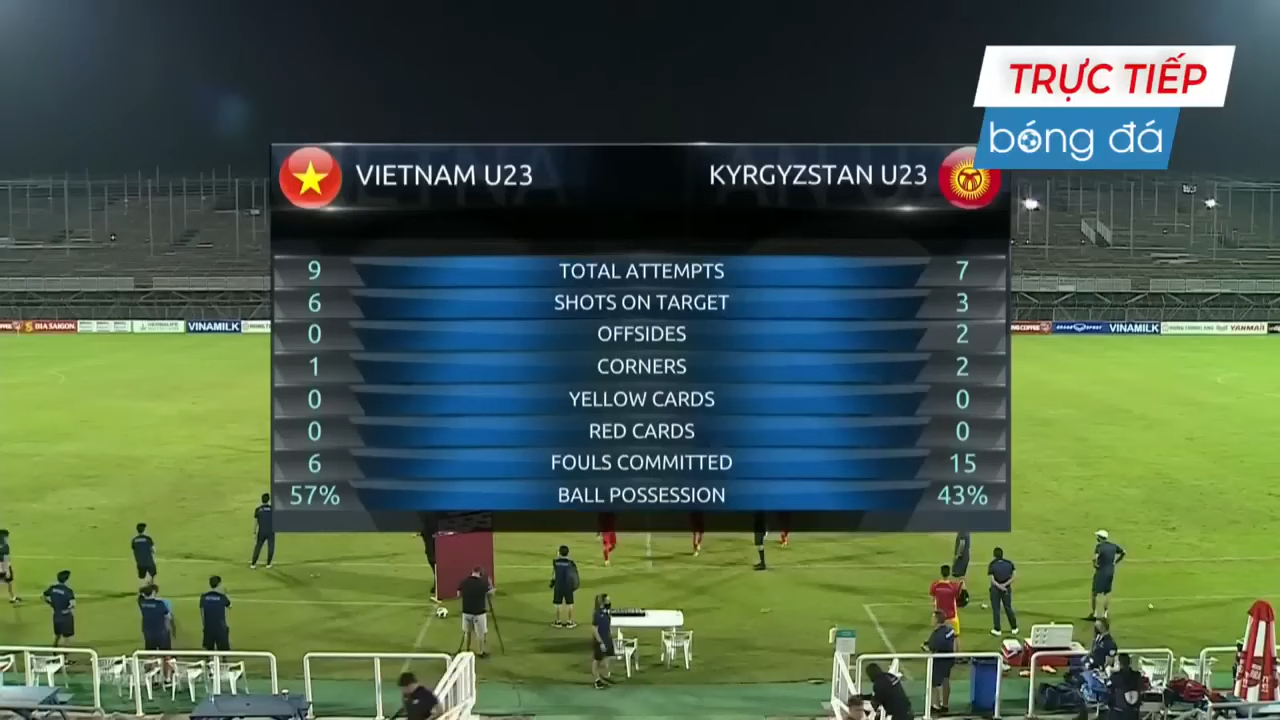 TRỰC TIẾP
bóng đá
VIETNAM U23 KYRGYZSTAN U23
9 TOTAL ATTEMPTS 7
6 SHOTS ON TARGET 3
0 OFFSIDES 2
1 CORNERS 2
0 YELLOW CARDS 0
0 RED CARDS 0
6 FOULS COMMITTED 15
57% BALL POSSESSION 43%
BIA SAIGON VINAMILK VINAMILK YANMAR